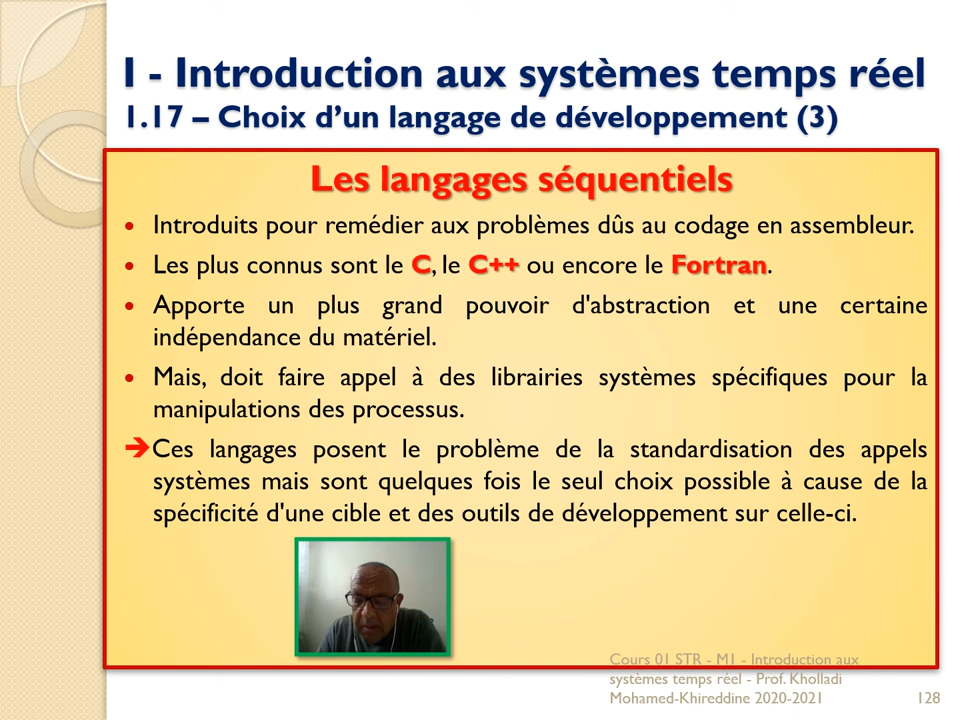 I - Introduction aux systèmes temps réel
1.17 – Choix d’un langage de développement (3)
Les langages séquentiels
• Introduits pour remédier aux problèmes dûs au codage en assembleur.
• Les plus connus sont le C, le C++ ou encore le Fortran.
• Apporte un plus grand pouvoir d'abstraction et une certaine
indépendance du matériel.
• Mais, doit faire appel à des librairies systèmes spécifiques pour la
manipulations des processus.
➔Ces langages posent le problème de la standardisation des appels
systèmes mais sont quelques fois le seul choix possible à cause de la
spécificité d'une cible et des outils de développement sur celle-ci.
Cours 01 STR - M1 - Introduction aux
systèmes temps réel - Prof. Kholladi
Mohamed-Khireddine 2020-2021
128